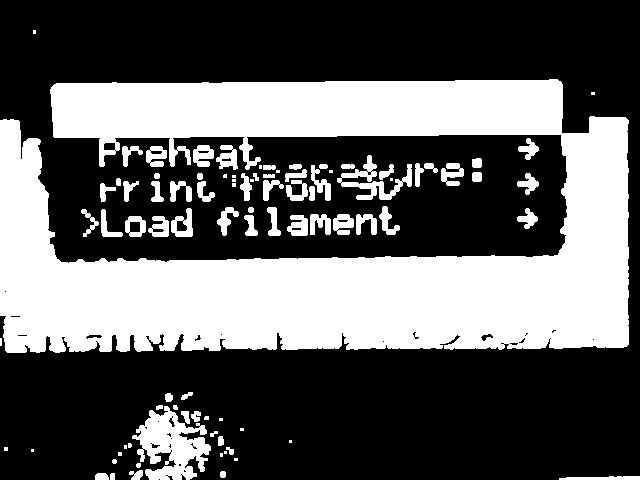 Preheat →
Print from SD →
>Load filament →